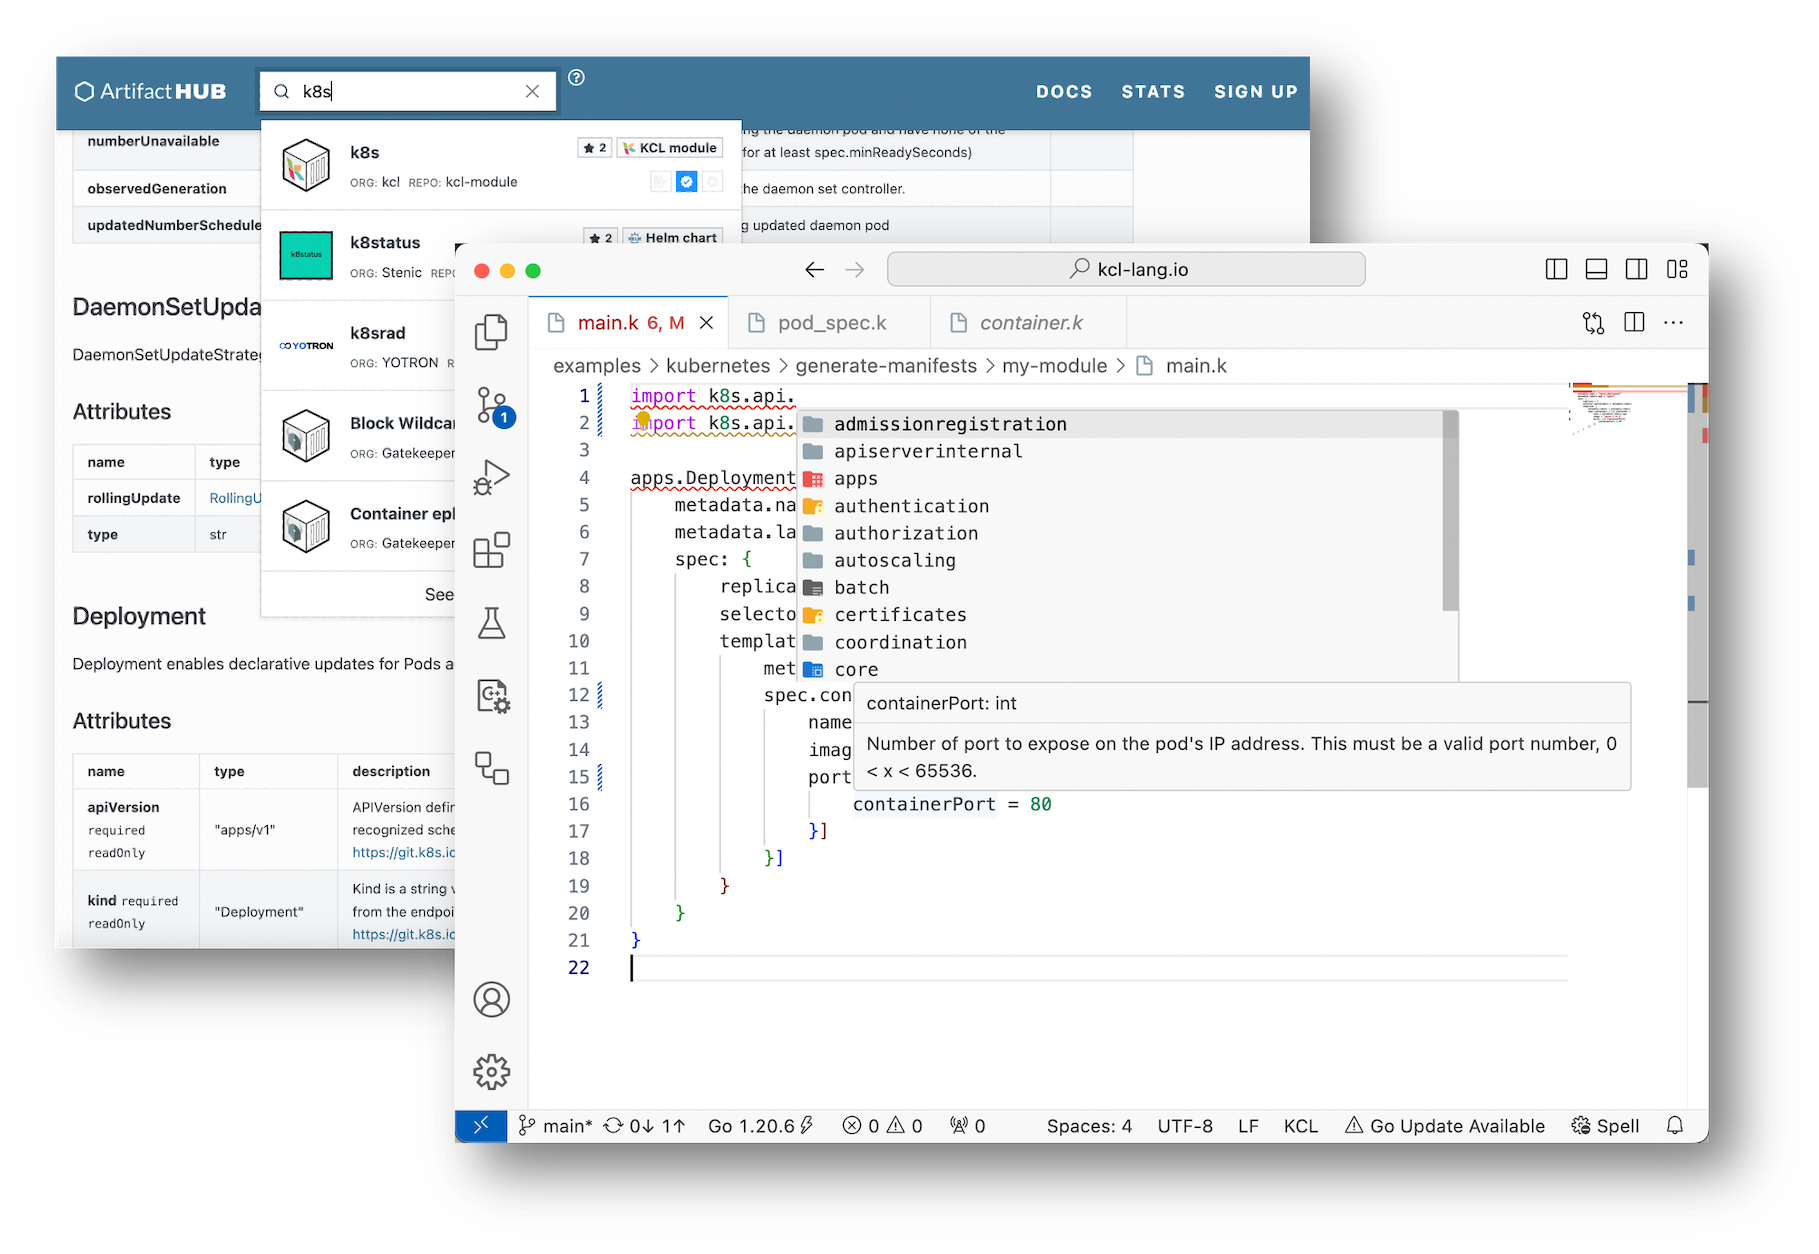 Artifact HUB
k8s
DOCS STATS SIGN UP
numberUnavailable
for at least spec.minReadySeconds)
observedGeneration
the daemon set controller.
updatedNumberSchedule
g updated daemon pod
k8s
★ 2 KCL module
ORG: kcl REPO: kcl-module
k8status
k8status
★ 2 Helm chart
ORG: Stenic REPO
k8srad
YOTRON
ORG: YOTRON R
Block Wildcar
ORG: Gatekeeper
Container eph
ORG: Gatekeeper
See
DaemonSetUpda
DaemonSetUpdateStrateg
Attributes
name type
rollingUpdate RollingU
type str
Deployment
Deployment enables declarative updates for Pods a
Attributes
name type description
apiVersion
required
readOnly
"apps/v1"
APIVersion defin
recognized sche
https://git.k8s.io
kind required
readOnly
"Deployment"
Kind is a string v
from the endpoi
https://git.k8s.io
kcl-lang.io
main.k 6, M
pod_spec.k
container.k
examples > kubernetes > generate-manifests > my-module > main.k
1 import k8s.api.
2 import k8s.api.
3
4 apps.Deployment
5 metadata.na
6 metadata.la
7 spec: {
8 replica
9 selecto
10 templat
11 met
12 spec.con
13 name
14 imag
15 port
16 containerPort = 80
17 }]
18 }]
19 }
20 }
21 }
22
admissionregistration
apiserverinternal
apps
authentication
authorization
autoscaling
batch
certificates
coordination
core
containerPort: int
Number of port to expose on the pod's IP address. This must be a valid port number, 0
< x < 65536.
1
main* 0↓ 1↑ Go 1.20.6 0 0 0 Spaces: 4 UTF-8 LF KCL Go Update Available Spell